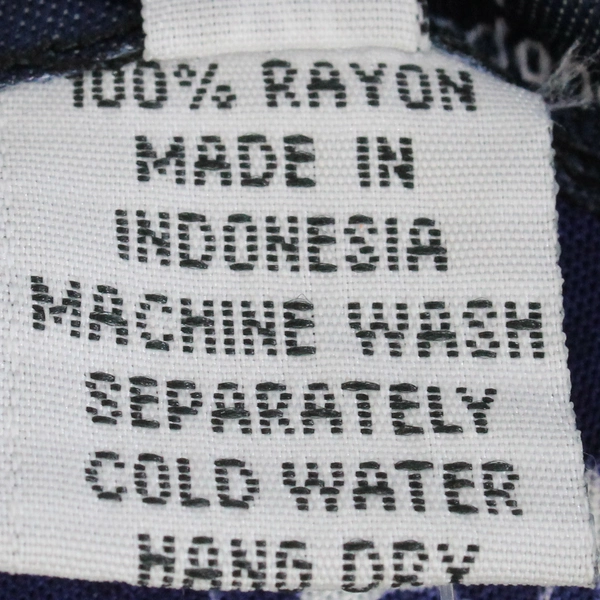 100% RAYON
MADE IN
INDONESIA
MACHINE WASH
SEPARATELY
COLD WATER
HANG DRY